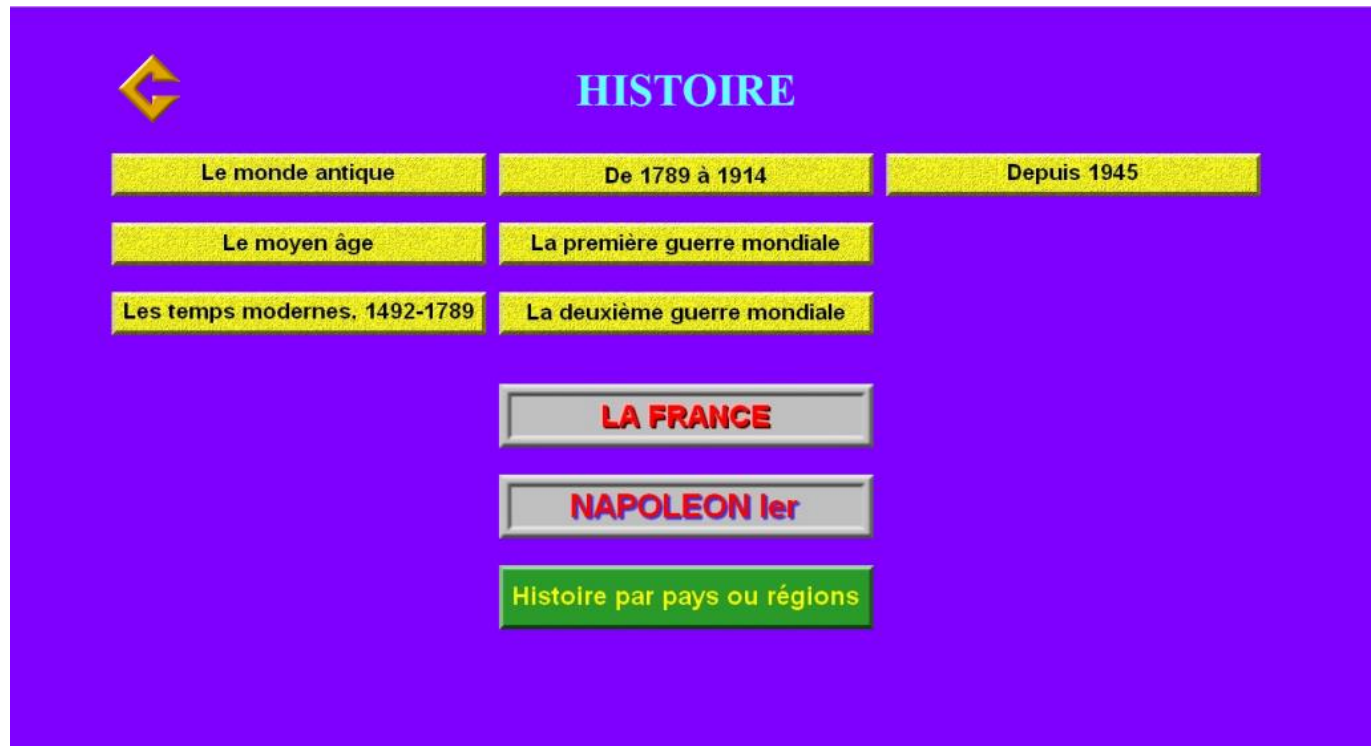 HISTOIRE
Le monde antique
De 1789 à 1914
Depuis 1945
Le moyen âge
La première guerre mondiale
Les temps modernes, 1492-1789
La deuxième guerre mondiale
LA FRANCE
NAPOLEON Ier
Histoire par pays ou régions